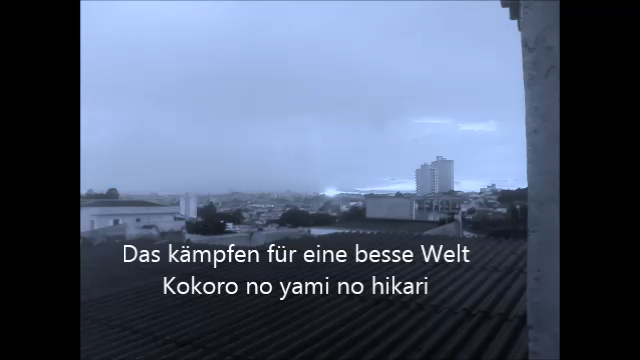 Das kämpfen für eine besse Welt
Kokoro no yami no hikari